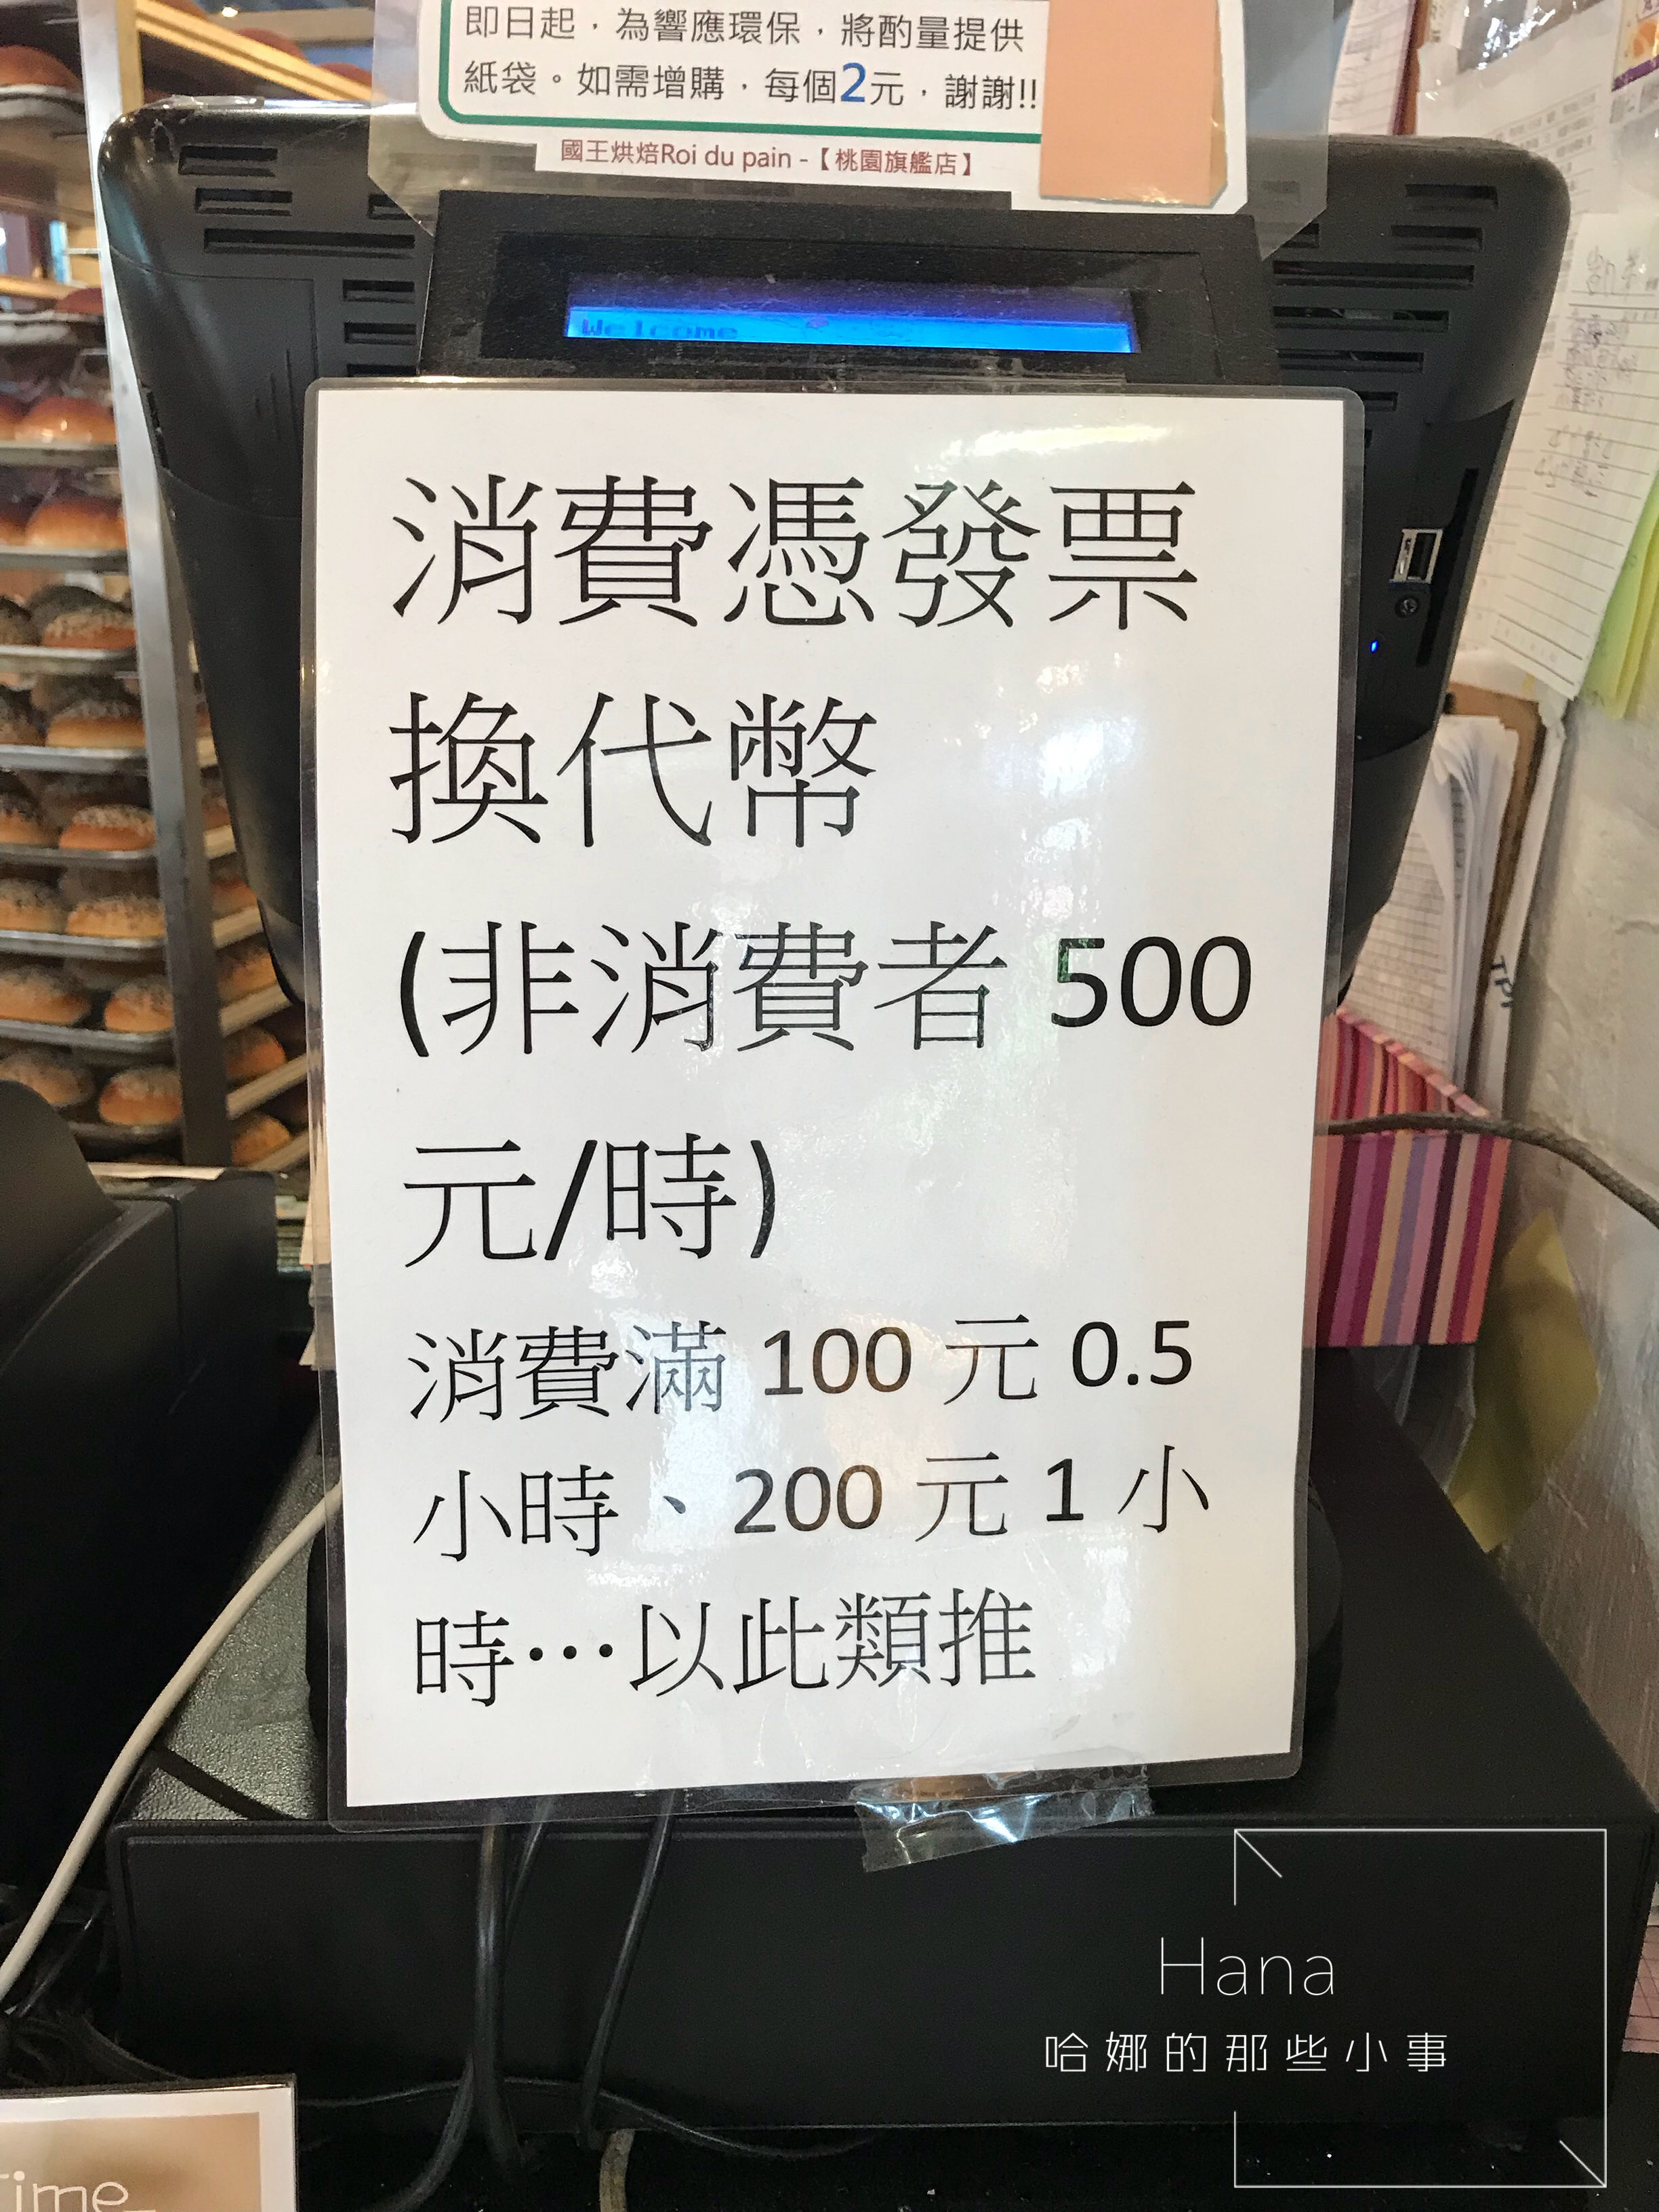 即日起，為響應環保，將酌量提供
紙袋。如需增購，每個2元，謝謝!!
國王烘焙Roi du pain -【桃園旗艦店】
Welcome
消費憑發票
換代幣
(非消費者 500
元/時)
消費滿 100 元 0.5
小時、200 元 1 小
時…以此類推
Hana
哈娜的那些小事
Time